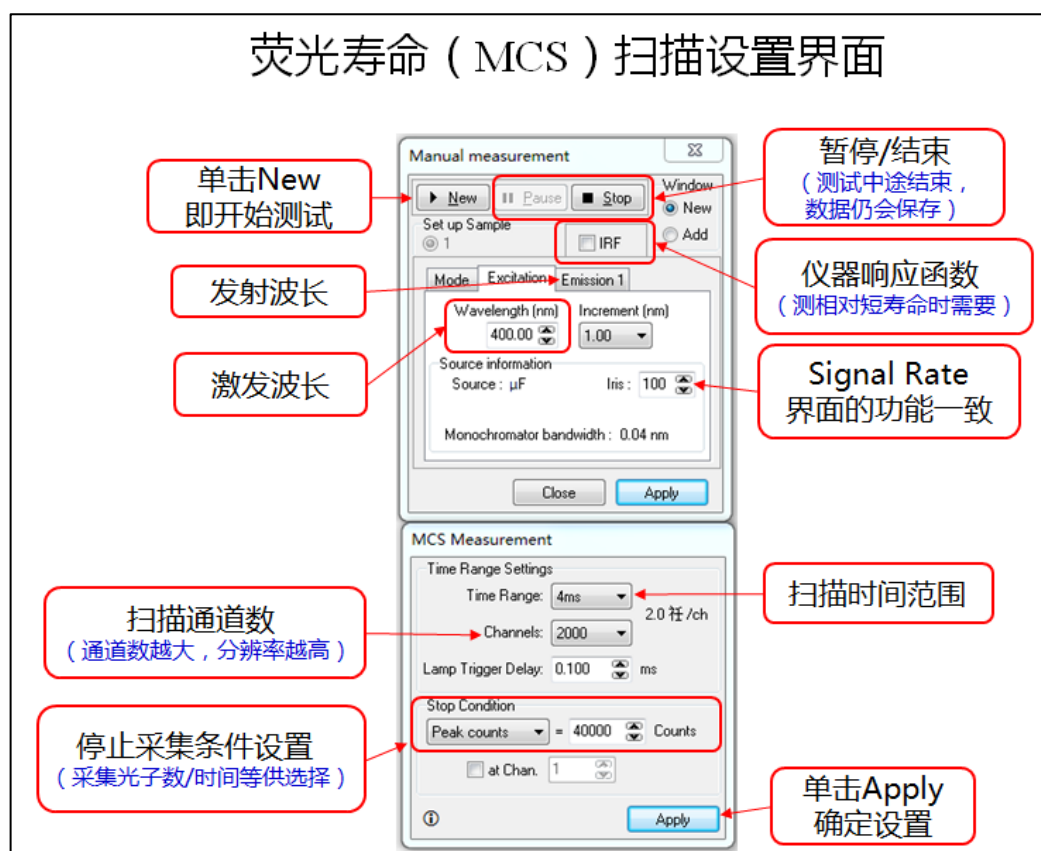 荧光寿命（MCS）扫描设置界面
单击New
即开始测试
发射波长
激发波长
Manual measurement
New
Pause
Stop
Window
New
Add
Set up Sample
1
IRF
Mode
Excitation
Emission 1
Wavelength (nm)
400.00
Increment (nm)
1.00
Source information
Source : μF
Iris : 100
Monochromator bandwidth : 0.04 nm
Close
Apply
暂停/结束
（测试中途结束，
数据仍会保存）
仪器响应函数
（测相对短寿命时需要）
Signal Rate
界面的功能一致
MCS Measurement
Time Range Settings
Time Range: 4ms
2.0 祍/ch
Channels: 2000
Lamp Trigger Delay: 0.100 ms
Stop Condition
Peak counts = 40000 Counts
at Chan. 1
Apply
扫描通道数
（通道数越大，分辨率越高）
停止采集条件设置
（采集光子数/时间等供选择）
扫描时间范围
单击Apply
确定设置